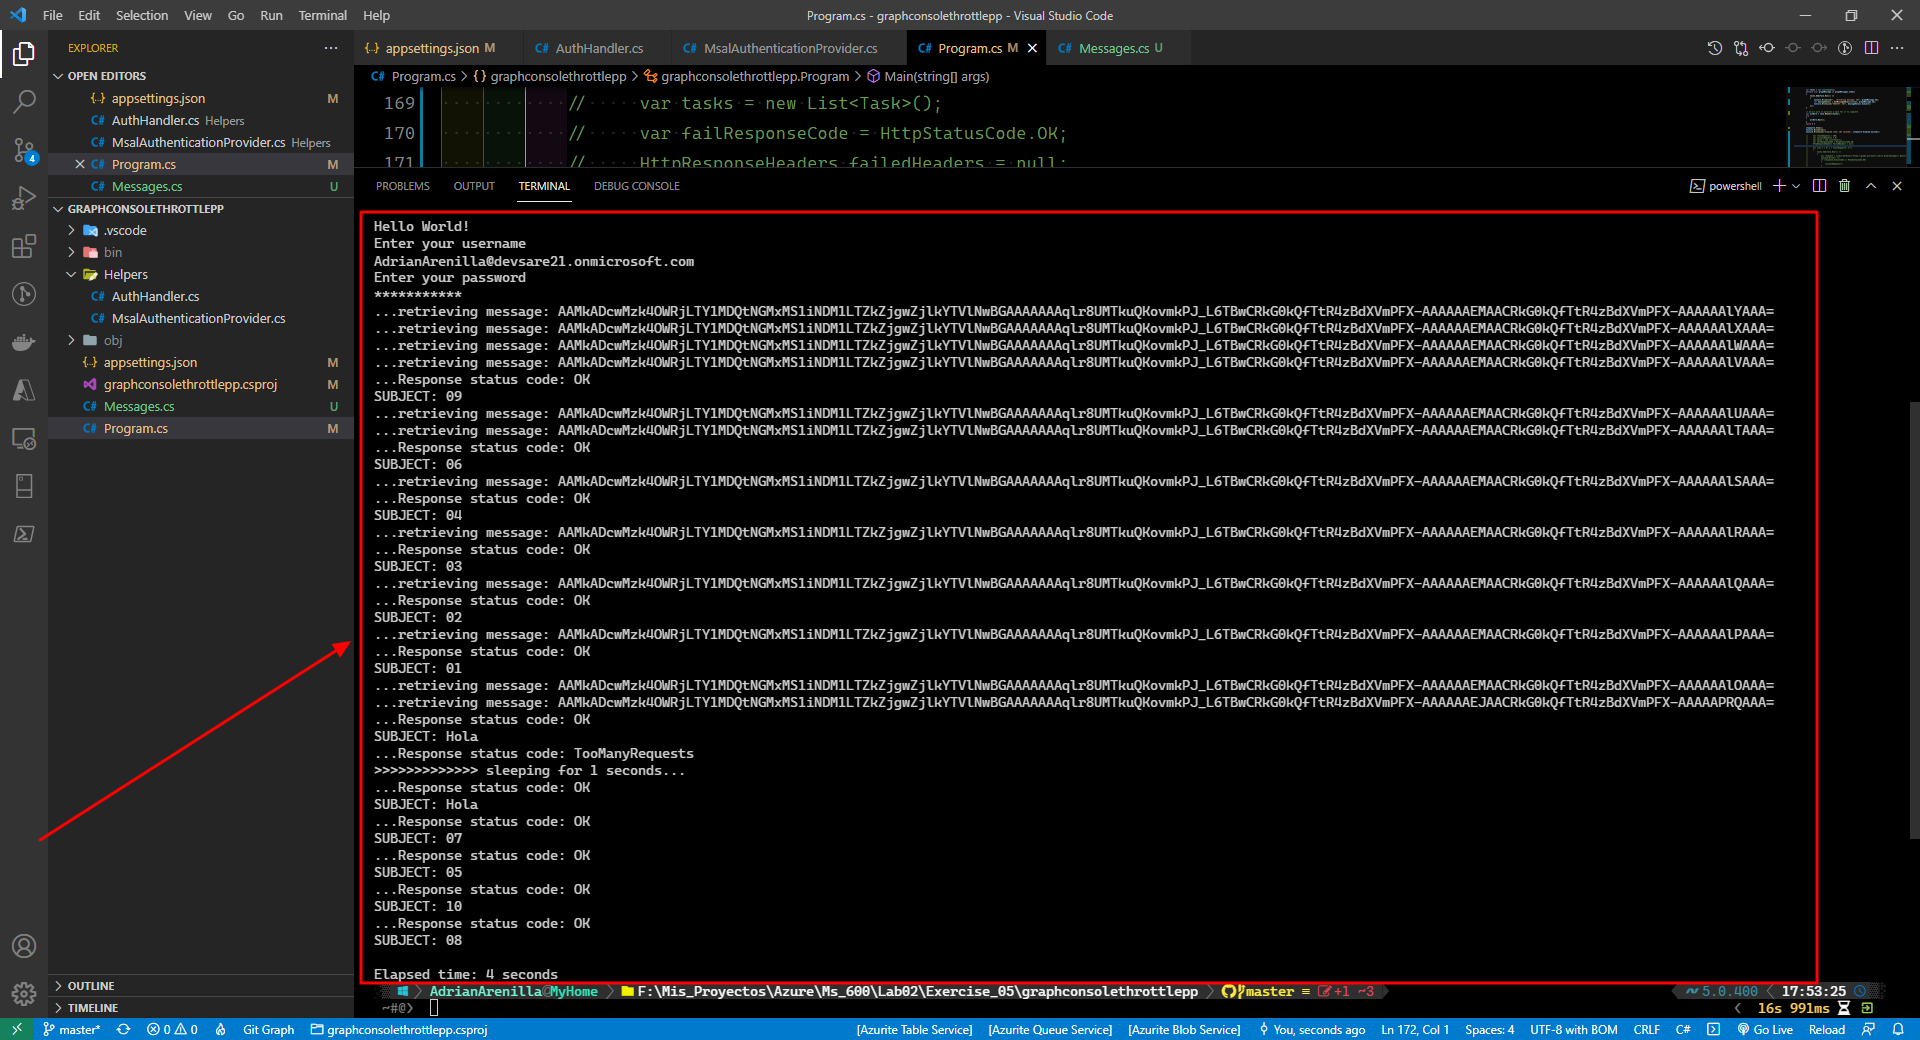 File Edit Selection View Go Run Terminal Help
Program.cs - graphconsolethrottlepp - Visual Studio Code
EXPLORER
OPEN EDITORS
appsettings.json M
AuthHandler.cs Helpers
MsalAuthenticationProvider.cs Helpers
Program.cs M
Messages.cs U
GRAPHCONSOLETHROTTLEPP
.vscode
bin
Helpers
AuthHandler.cs
MsalAuthenticationProvider.cs
obj
appsettings.json M
graphconsolethrottlepp.csproj M
Messages.cs U
Program.cs M
OUTLINE
TIMELINE
appsettings.json M AuthHandler.cs MsalAuthenticationProvider.cs Program.cs M Messages.cs U
Program.cs > {} graphconsolethrottlepp > graphconsolethrottlepp.Program > Main(string[] args)
169 // var tasks = new List<Task>();
170 // var failResponseCode = HttpStatusCode.OK;
171 // HttpResponseHeaders failedHeaders = null;
PROBLEMS OUTPUT TERMINAL DEBUG CONSOLE powershell
Hello World!
Enter your username
AdrianArenilla@devsare21.onmicrosoft.com
Enter your password
***********
...retrieving message: AAMkADcwMzk4OWRjLTY1MDQtNGMxMS1iNDM1LTZkZjgwZjlkYTVlNwBGAAAAAAAqlr8UMTkuQKovmkPJ_L6TBwCRkG0kQfTtR4zBdXVmPFX-AAAAAAEMAACRkG0kQfTtR4zBdXVmPFX-AAAAAAlYAAA=
...retrieving message: AAMkADcwMzk4OWRjLTY1MDQtNGMxMS1iNDM1LTZkZjgwZjlkYTVlNwBGAAAAAAAqlr8UMTkuQKovmkPJ_L6TBwCRkG0kQfTtR4zBdXVmPFX-AAAAAAEMAACRkG0kQfTtR4zBdXVmPFX-AAAAAAlXAAA=
...retrieving message: AAMkADcwMzk4OWRjLTY1MDQtNGMxMS1iNDM1LTZkZjgwZjlkYTVlNwBGAAAAAAAqlr8UMTkuQKovmkPJ_L6TBwCRkG0kQfTtR4zBdXVmPFX-AAAAAAEMAACRkG0kQfTtR4zBdXVmPFX-AAAAAAlWAAA=
...retrieving message: AAMkADcwMzk4OWRjLTY1MDQtNGMxMS1iNDM1LTZkZjgwZjlkYTVlNwBGAAAAAAAqlr8UMTkuQKovmkPJ_L6TBwCRkG0kQfTtR4zBdXVmPFX-AAAAAAEMAACRkG0kQfTtR4zBdXVmPFX-AAAAAAlVAAA=
...Response status code: OK
SUBJECT: 09
...retrieving message: AAMkADcwMzk4OWRjLTY1MDQtNGMxMS1iNDM1LTZkZjgwZjlkYTVlNwBGAAAAAAAqlr8UMTkuQKovmkPJ_L6TBwCRkG0kQfTtR4zBdXVmPFX-AAAAAAEMAACRkG0kQfTtR4zBdXVmPFX-AAAAAAlUAAA=
...retrieving message: AAMkADcwMzk4OWRjLTY1MDQtNGMxMS1iNDM1LTZkZjgwZjlkYTVlNwBGAAAAAAAqlr8UMTkuQKovmkPJ_L6TBwCRkG0kQfTtR4zBdXVmPFX-AAAAAAEMAACRkG0kQfTtR4zBdXVmPFX-AAAAAAlTAAA=
...Response status code: OK
SUBJECT: 06
...retrieving message: AAMkADcwMzk4OWRjLTY1MDQtNGMxMS1iNDM1LTZkZjgwZjlkYTVlNwBGAAAAAAAqlr8UMTkuQKovmkPJ_L6TBwCRkG0kQfTtR4zBdXVmPFX-AAAAAAEMAACRkG0kQfTtR4zBdXVmPFX-AAAAAAlSAAA=
...Response status code: OK
SUBJECT: 04
...retrieving message: AAMkADcwMzk4OWRjLTY1MDQtNGMxMS1iNDM1LTZkZjgwZjlkYTVlNwBGAAAAAAAqlr8UMTkuQKovmkPJ_L6TBwCRkG0kQfTtR4zBdXVmPFX-AAAAAAEMAACRkG0kQfTtR4zBdXVmPFX-AAAAAAlRAAA=
...Response status code: OK
SUBJECT: 03
...retrieving message: AAMkADcwMzk4OWRjLTY1MDQtNGMxMS1iNDM1LTZkZjgwZjlkYTVlNwBGAAAAAAAqlr8UMTkuQKovmkPJ_L6TBwCRkG0kQfTtR4zBdXVmPFX-AAAAAAEMAACRkG0kQfTtR4zBdXVmPFX-AAAAAAlQAAA=
...Response status code: OK
SUBJECT: 02
...retrieving message: AAMkADcwMzk4OWRjLTY1MDQtNGMxMS1iNDM1LTZkZjgwZjlkYTVlNwBGAAAAAAAqlr8UMTkuQKovmkPJ_L6TBwCRkG0kQfTtR4zBdXVmPFX-AAAAAAEMAACRkG0kQfTtR4zBdXVmPFX-AAAAAAlPAAA=
...Response status code: OK
SUBJECT: 01
...retrieving message: AAMkADcwMzk4OWRjLTY1MDQtNGMxMS1iNDM1LTZkZjgwZjlkYTVlNwBGAAAAAAAqlr8UMTkuQKovmkPJ_L6TBwCRkG0kQfTtR4zBdXVmPFX-AAAAAAEMAACRkG0kQfTtR4zBdXVmPFX-AAAAAAlOAAA=
...retrieving message: AAMkADcwMzk4OWRjLTY1MDQtNGMxMS1iNDM1LTZkZjgwZjlkYTVlNwBGAAAAAAAqlr8UMTkuQKovmkPJ_L6TBwCRkG0kQfTtR4zBdXVmPFX-AAAAAAEJAACRkG0kQfTtR4zBdXVmPFX-AAAAAPRQAAA=
...Response status code: OK
SUBJECT: Hola
...Response status code: TooManyRequests
>>>>>>>>>>>>> sleeping for 1 seconds...
...Response status code: OK
SUBJECT: Hola
...Response status code: OK
SUBJECT: 07
...Response status code: OK
SUBJECT: 05
...Response status code: OK
SUBJECT: 10
...Response status code: OK
SUBJECT: 08
Elapsed time: 4 seconds
AdrianArenilla@MyHome F:\Mis_Proyectos\Azure\Ms_600\Lab02\Exercise_05\graphconsolethrottlepp master ≡ +1 ~3 5.0.400 17:53:25
~#@> 16s 991ms
master* 0 0 Git Graph graphconsolethrottlepp.csproj [Azurite Table Service] [Azurite Queue Service] [Azurite Blob Service] You, seconds ago Ln 172, Col 1 Spaces: 4 UTF-8 with BOM CRLF C# Go Live Reload